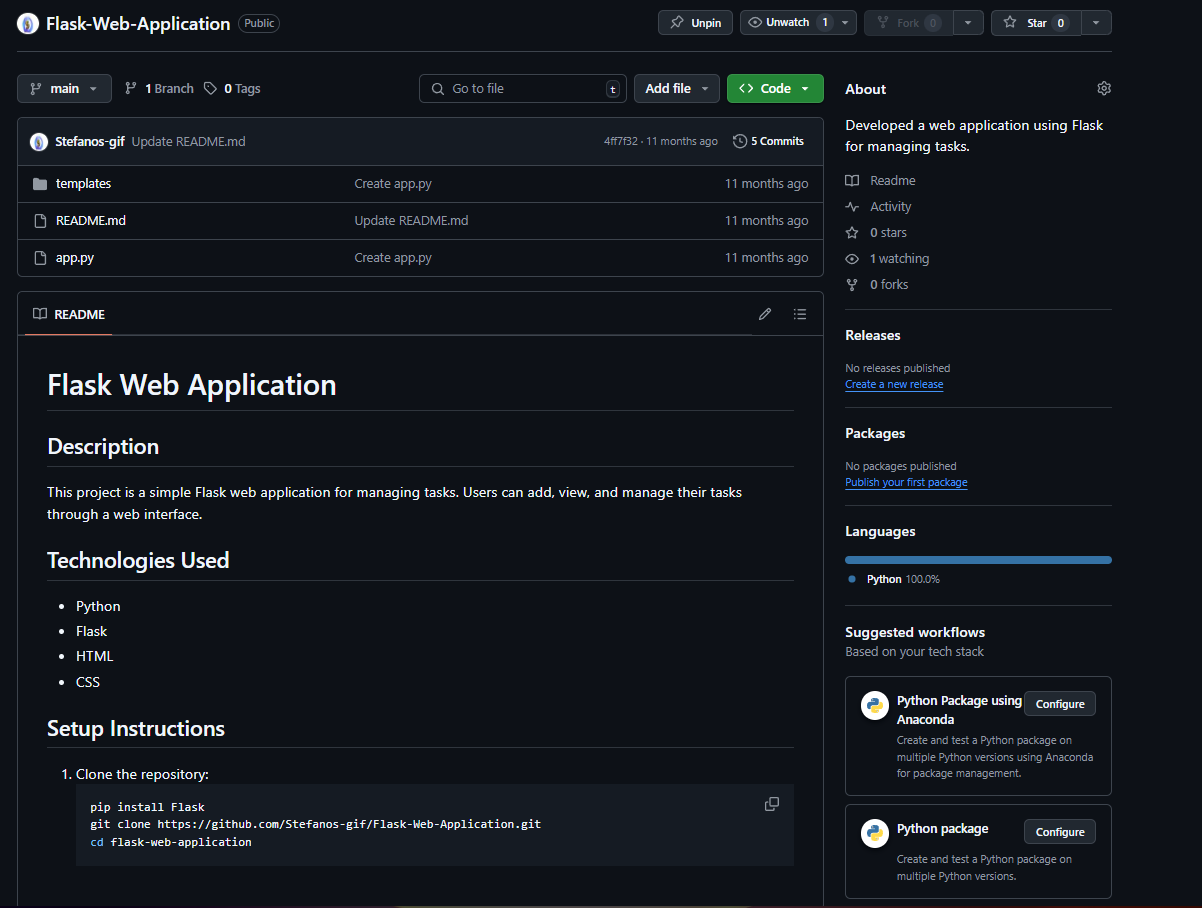 Flask-Web-Application Public
Unpin
Unwatch 1
Fork 0
Star 0
main
1 Branch
0 Tags
Go to file t
Add file
<> Code
Stefanos-gif Update README.md
4ff7f32 · 11 months ago
5 Commits
templates Create app.py 11 months ago
README.md Update README.md 11 months ago
app.py Create app.py 11 months ago
README
Flask Web Application
Description
This project is a simple Flask web application for managing tasks. Users can add, view, and manage their tasks
through a web interface.
Technologies Used
• Python
• Flask
• HTML
• CSS
Setup Instructions
1. Clone the repository:
pip install Flask
git clone https://github.com/Stefanos-gif/Flask-Web-Application.git
cd flask-web-application
About
Developed a web application using Flask
for managing tasks.
Readme
Activity
0 stars
1 watching
0 forks
Releases
No releases published
Create a new release
Packages
No packages published
Publish your first package
Languages
Python 100.0%
Suggested workflows
Based on your tech stack
Python Package using
Anaconda
Configure
Create and test a Python package on
multiple Python versions using Anaconda
for package management.
Python package
Configure
Create and test a Python package on
multiple Python versions.